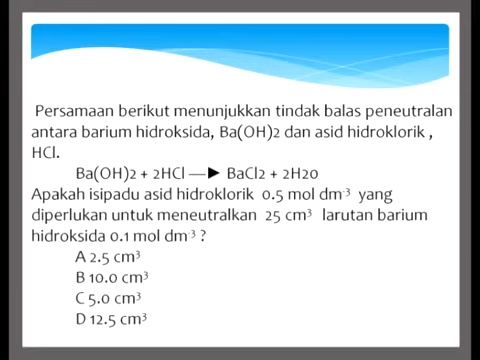 Persamaan berikut menunjukkan tindak balas peneutralan
antara barium hidroksida, Ba(OH)2 dan asid hidroklorik ,
HCl.
Ba(OH)2 + 2HCl —► BaCl2 + 2H20
Apakah isipadu asid hidroklorik 0.5 mol dm⁻³ yang
diperlukan untuk meneutralkan 25 cm³ larutan barium
hidroksida 0.1 mol dm⁻³ ?
A 2.5 cm³
B 10.0 cm³
C 5.0 cm³
D 12.5 cm³